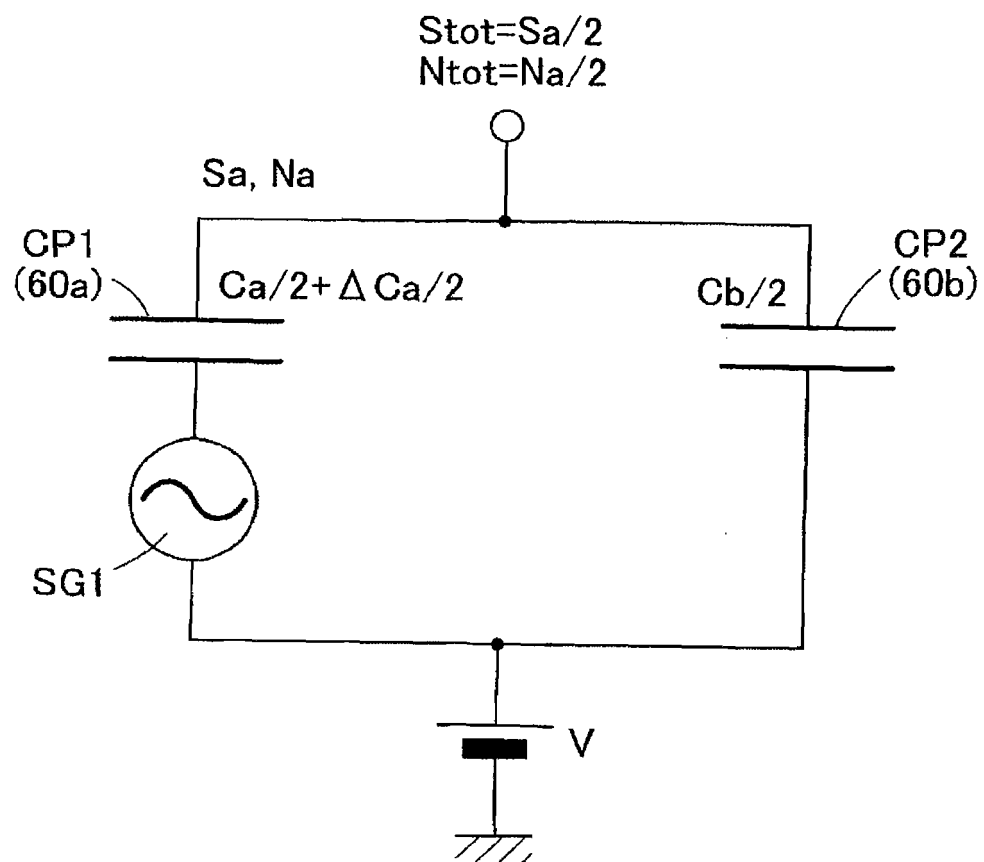 Stot=Sa/2
Ntot=Na/2
Sa, Na
CP1
(60a)
Ca/2+ΔCa/2
Cb/2
CP2
(60b)
SG1
V